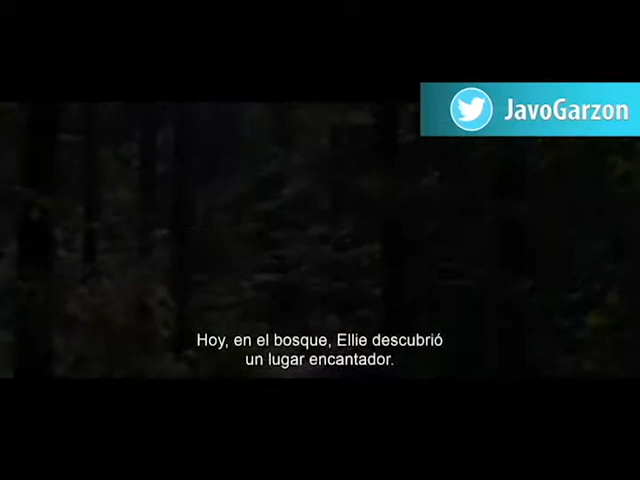 JavoGarzon
Hoy, en el bosque, Ellie descubrió
un lugar encantador.